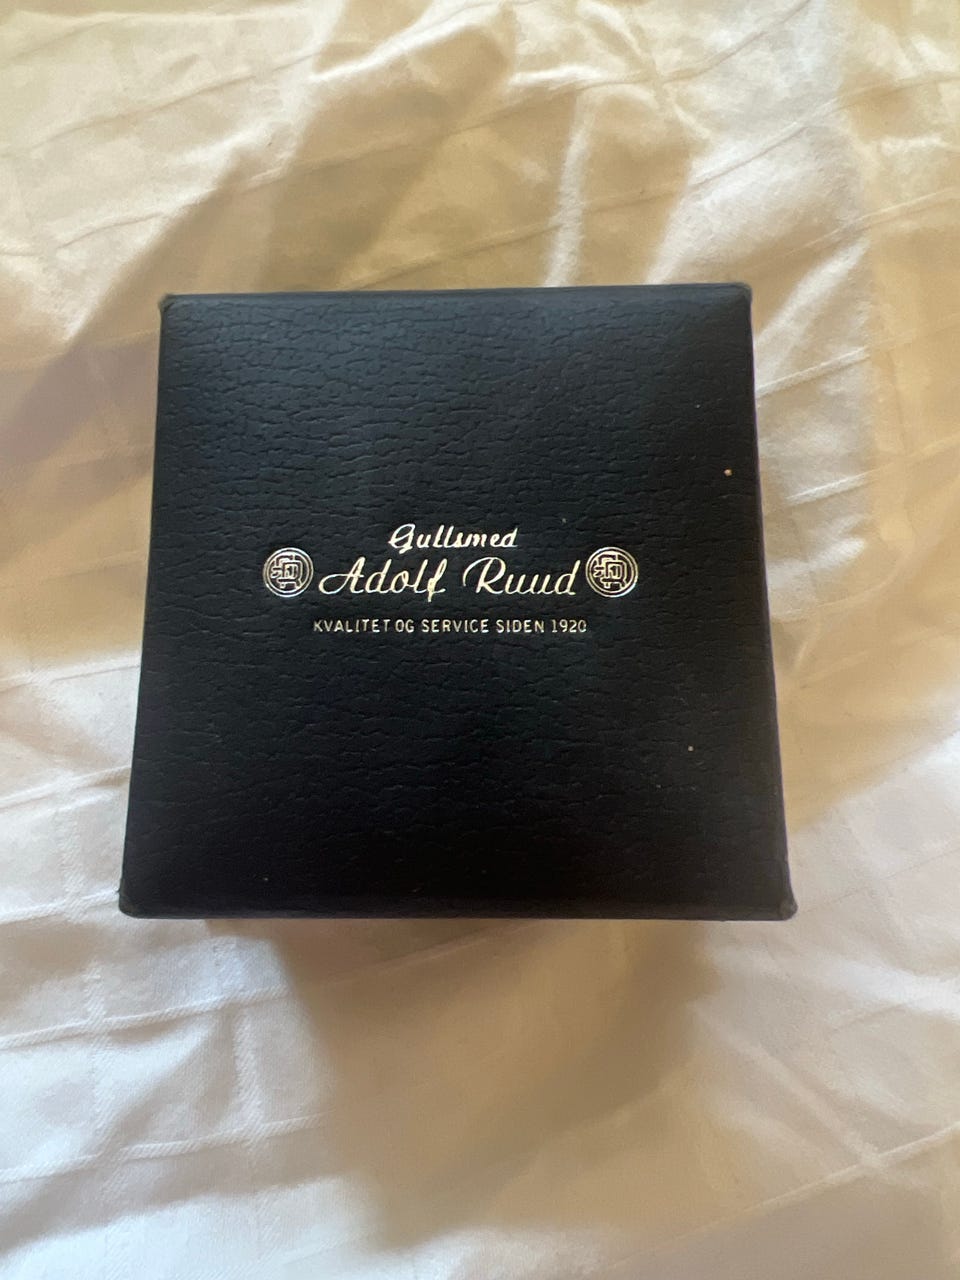 Gullsmed
Adolf Ruud
KVALITET OG SERVICE SIDEN 1920